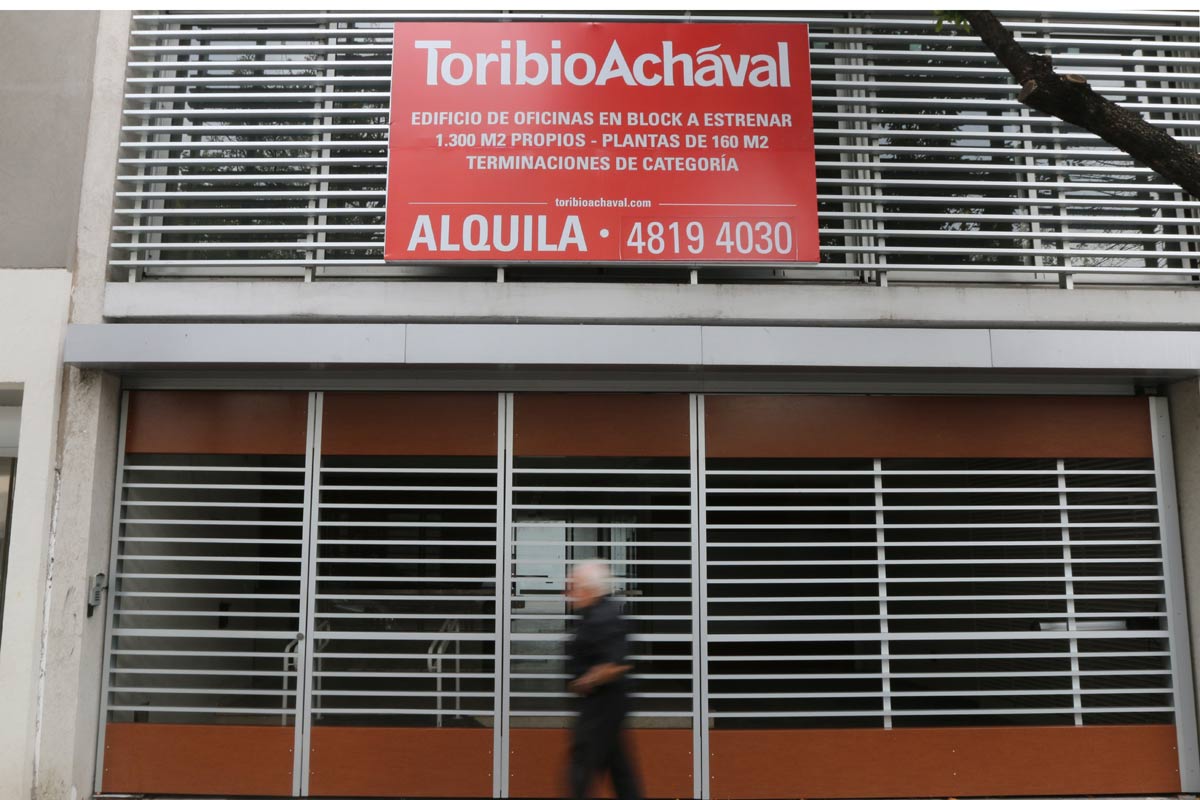 ToribioAchával
EDIFICIO DE OFICINAS EN BLOCK A ESTRENAR
1.300 M2 PROPIOS - PLANTAS DE 160 M2
TERMINACIONES DE CATEGORÍA
toribioachaval.com
ALQUILA • 4819 4030